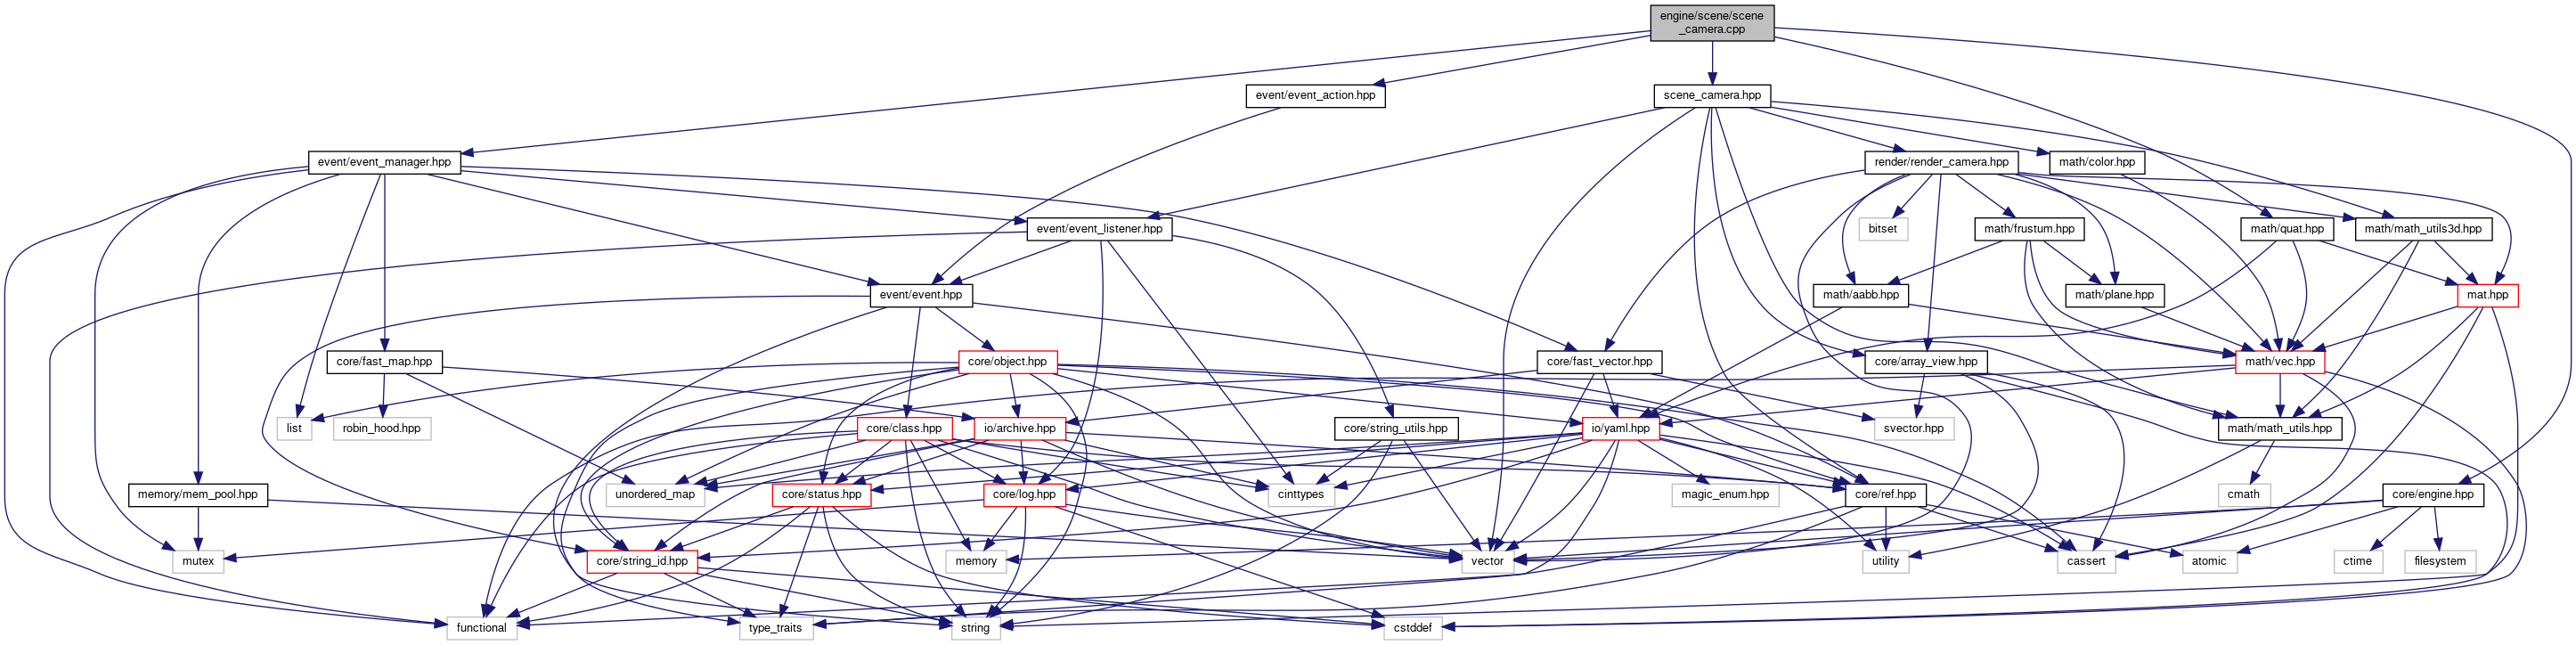 engine/scene/scene
_camera.cpp
event/event_action.hpp
scene_camera.hpp
event/event_manager.hpp
render/render_camera.hpp
math/color.hpp
event/event_listener.hpp
bitset
math/frustum.hpp
math/quat.hpp
math/math_utils3d.hpp
event/event.hpp
math/aabb.hpp
math/plane.hpp
mat.hpp
core/fast_map.hpp
core/object.hpp
core/fast_vector.hpp
core/array_view.hpp
math/vec.hpp
list
robin_hood.hpp
core/class.hpp
io/archive.hpp
core/string_utils.hpp
io/yaml.hpp
svector.hpp
math/math_utils.hpp
memory/mem_pool.hpp
unordered_map
core/status.hpp
core/log.hpp
cinttypes
magic_enum.hpp
core/ref.hpp
cmath
core/engine.hpp
mutex
core/string_id.hpp
memory
vector
utility
cassert
atomic
ctime
filesystem
functional
type_traits
string
cstddef